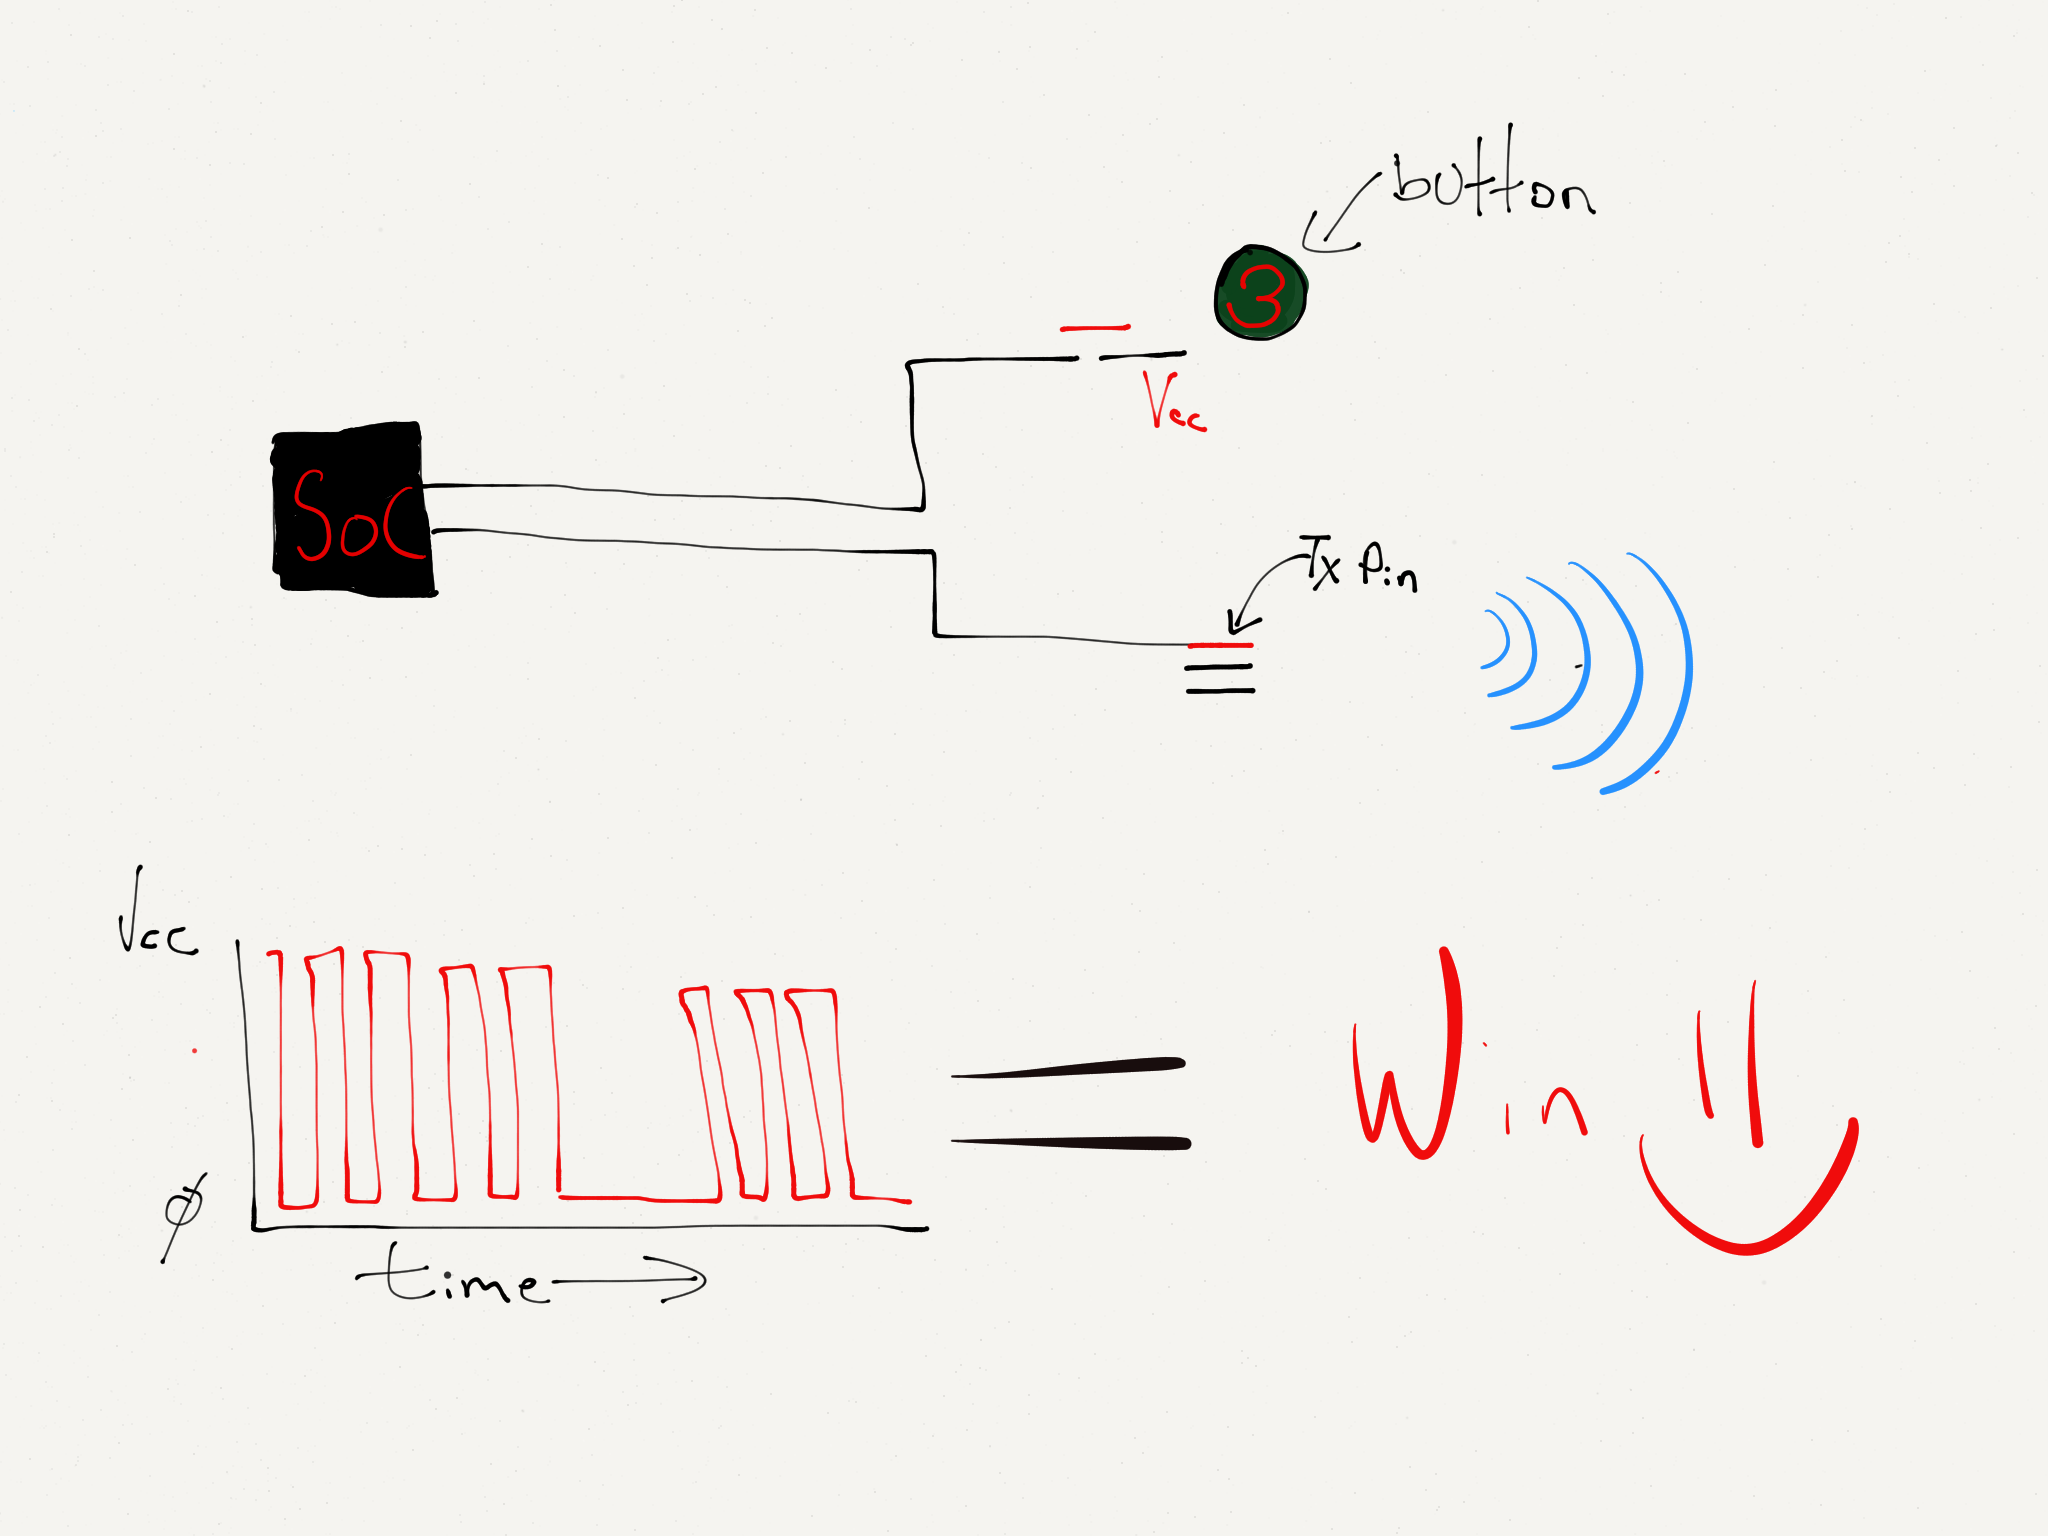 button
3
Vcc
SoC
Tx Pin
Vcc
Win
ϕ
time